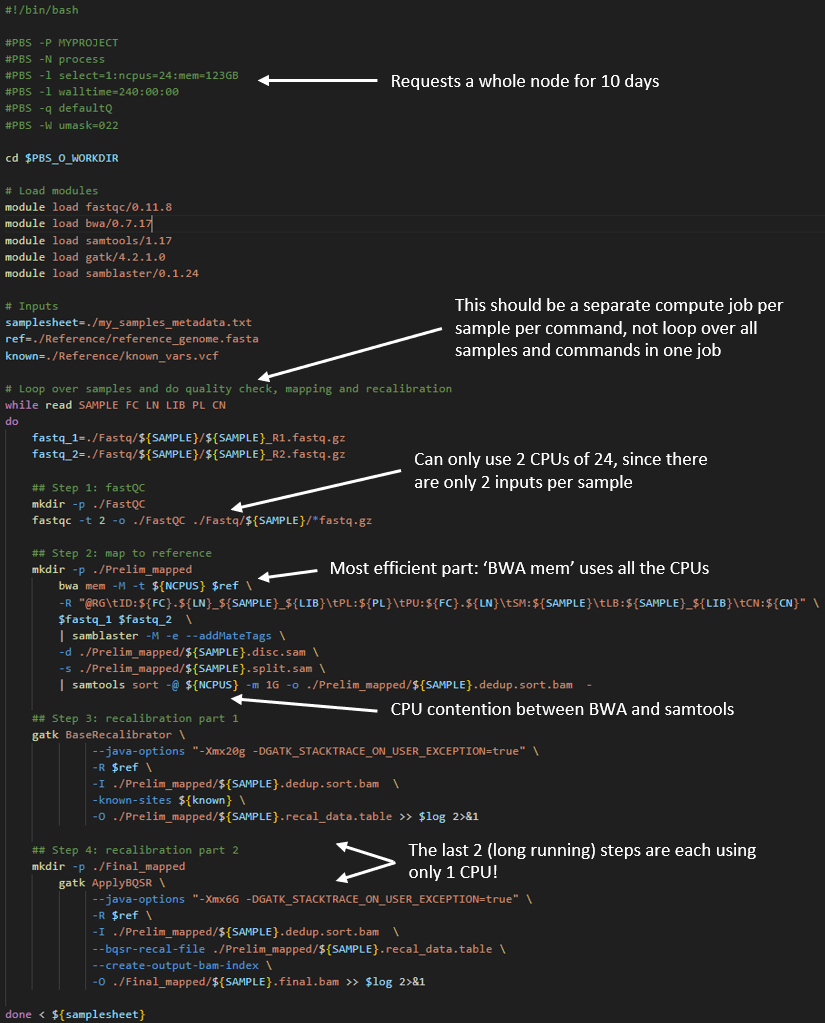 #!/bin/bash
#PBS -P MYPROJECT
#PBS -N process
#PBS -l select=1:ncpus=24:mem=123GB
#PBS -l walltime=240:00:00
#PBS -q defaultQ
#PBS -W umask=022
Requests a whole node for 10 days
cd $PBS_O_WORKDIR
# Load modules
module load fastqc/0.11.8
module load bwa/0.7.17
module load samtools/1.17
module load gatk/4.2.1.0
module load samblaster/0.1.24
# Inputs
samplesheet=./my_samples_metadata.txt
ref=./Reference/reference_genome.fasta
known=./Reference/known_vars.vcf
This should be a separate compute job per
sample per command, not loop over all
samples and commands in one job
# Loop over samples and do quality check, mapping and recalibration
while read SAMPLE FC LN LIB PL CN
do
fastq_1=./Fastq/${SAMPLE}/${SAMPLE}_R1.fastq.gz
fastq_2=./Fastq/${SAMPLE}/${SAMPLE}_R2.fastq.gz
## Step 1: fastQC
mkdir -p ./FastQC
fastqc -t 2 -o ./FastQC ./Fastq/${SAMPLE}/*fastq.gz
Can only use 2 CPUs of 24, since there
are only 2 inputs per sample
## Step 2: map to reference
mkdir -p ./Prelim_mapped
bwa mem -M -t ${NCPUS} $ref \
-R "@RG\tID:${FC}.${LN}_${SAMPLE}_${LIB}\tPL:${PL}\tPU:${FC}.${LN}\tSM:${SAMPLE}\tLB:${SAMPLE}_${LIB}\tCN:${CN}" \
$fastq_1 $fastq_2 \
| samblaster -M -e --addMateTags \
-d ./Prelim_mapped/${SAMPLE}.disc.sam \
-s ./Prelim_mapped/${SAMPLE}.split.sam \
| samtools sort -@ ${NCPUS} -m 1G -o ./Prelim_mapped/${SAMPLE}.dedup.sort.bam -
Most efficient part: ‘BWA mem’ uses all the CPUs
CPU contention between BWA and samtools
## Step 3: recalibration part 1
gatk BaseRecalibrator \
--java-options "-Xmx20g -DGATK_STACKTRACE_ON_USER_EXCEPTION=true" \
-R $ref \
-I ./Prelim_mapped/${SAMPLE}.dedup.sort.bam \
-known-sites ${known} \
-O ./Prelim_mapped/${SAMPLE}.recal_data.table >> $log 2>&1
## Step 4: recalibration part 2
mkdir -p ./Final_mapped
gatk ApplyBQSR \
--java-options "-Xmx6G -DGATK_STACKTRACE_ON_USER_EXCEPTION=true" \
-R $ref \
-I ./Prelim_mapped/${SAMPLE}.dedup.sort.bam \
--bqsr-recal-file ./Prelim_mapped/${SAMPLE}.recal_data.table \
--create-output-bam-index \
-O ./Final_mapped/${SAMPLE}.final.bam >> $log 2>&1
The last 2 (long running) steps are each using
only 1 CPU!
done < ${samplesheet}